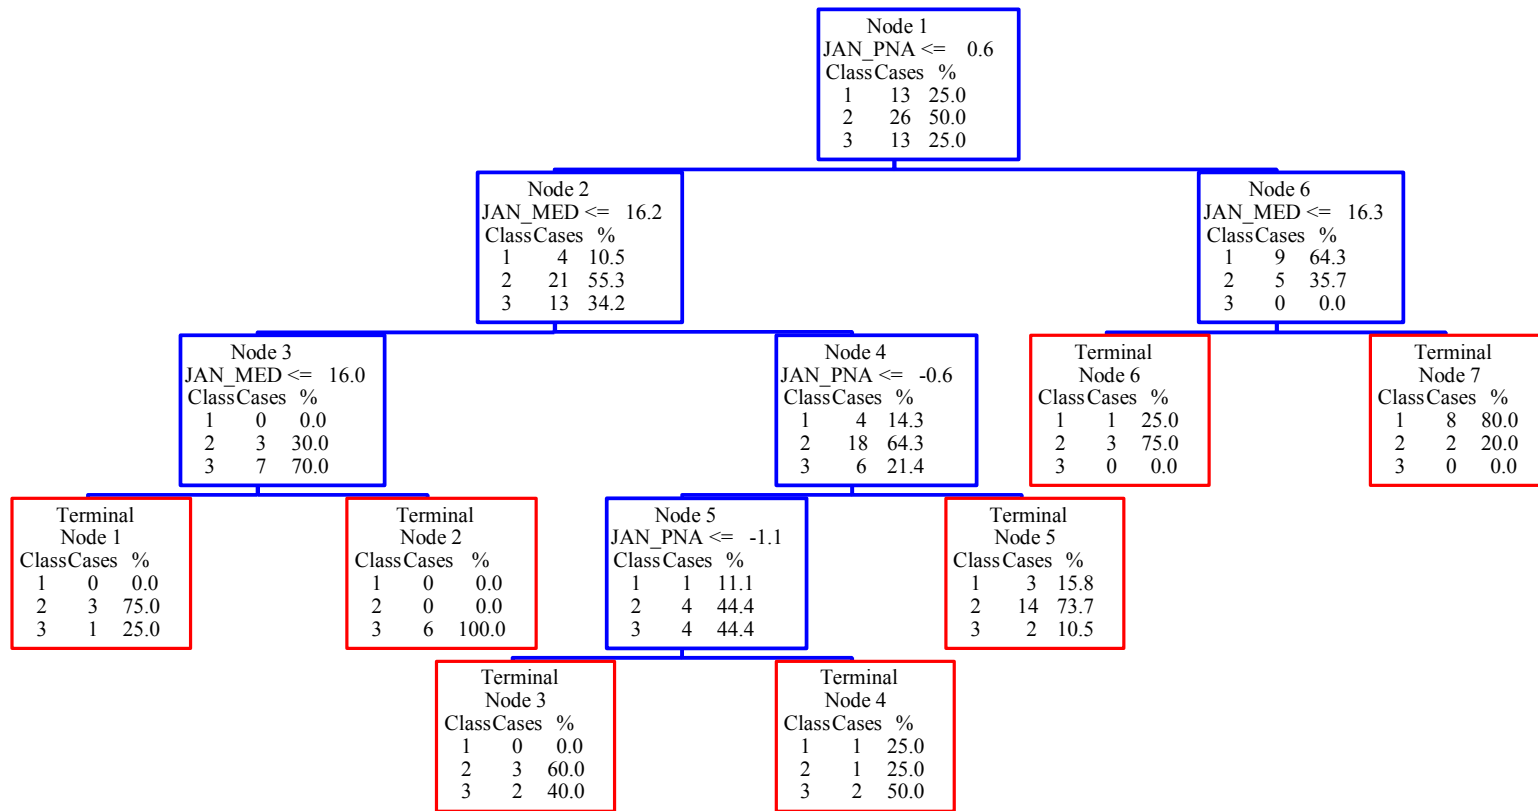 Node 1
JAN_PNA <= 0.6
Class Cases %
1 13 25.0
2 26 50.0
3 13 25.0
Node 2
JAN_MED <= 16.2
Class Cases %
1 4 10.5
2 21 55.3
3 13 34.2
Node 6
JAN_MED <= 16.3
Class Cases %
1 9 64.3
2 5 35.7
3 0 0.0
Node 3
JAN_MED <= 16.0
Class Cases %
1 0 0.0
2 3 30.0
3 7 70.0
Node 4
JAN_PNA <= -0.6
Class Cases %
1 4 14.3
2 18 64.3
3 6 21.4
Terminal
Node 6
Class Cases %
1 1 25.0
2 3 75.0
3 0 0.0
Terminal
Node 7
Class Cases %
1 8 80.0
2 2 20.0
3 0 0.0
Terminal
Node 1
Class Cases %
1 0 0.0
2 3 75.0
3 1 25.0
Terminal
Node 2
Class Cases %
1 0 0.0
2 0 0.0
3 6 100.0
Node 5
JAN_PNA <= -1.1
Class Cases %
1 1 11.1
2 4 44.4
3 4 44.4
Terminal
Node 5
Class Cases %
1 3 15.8
2 14 73.7
3 2 10.5
Terminal
Node 3
Class Cases %
1 0 0.0
2 3 60.0
3 2 40.0
Terminal
Node 4
Class Cases %
1 1 25.0
2 1 25.0
3 2 50.0